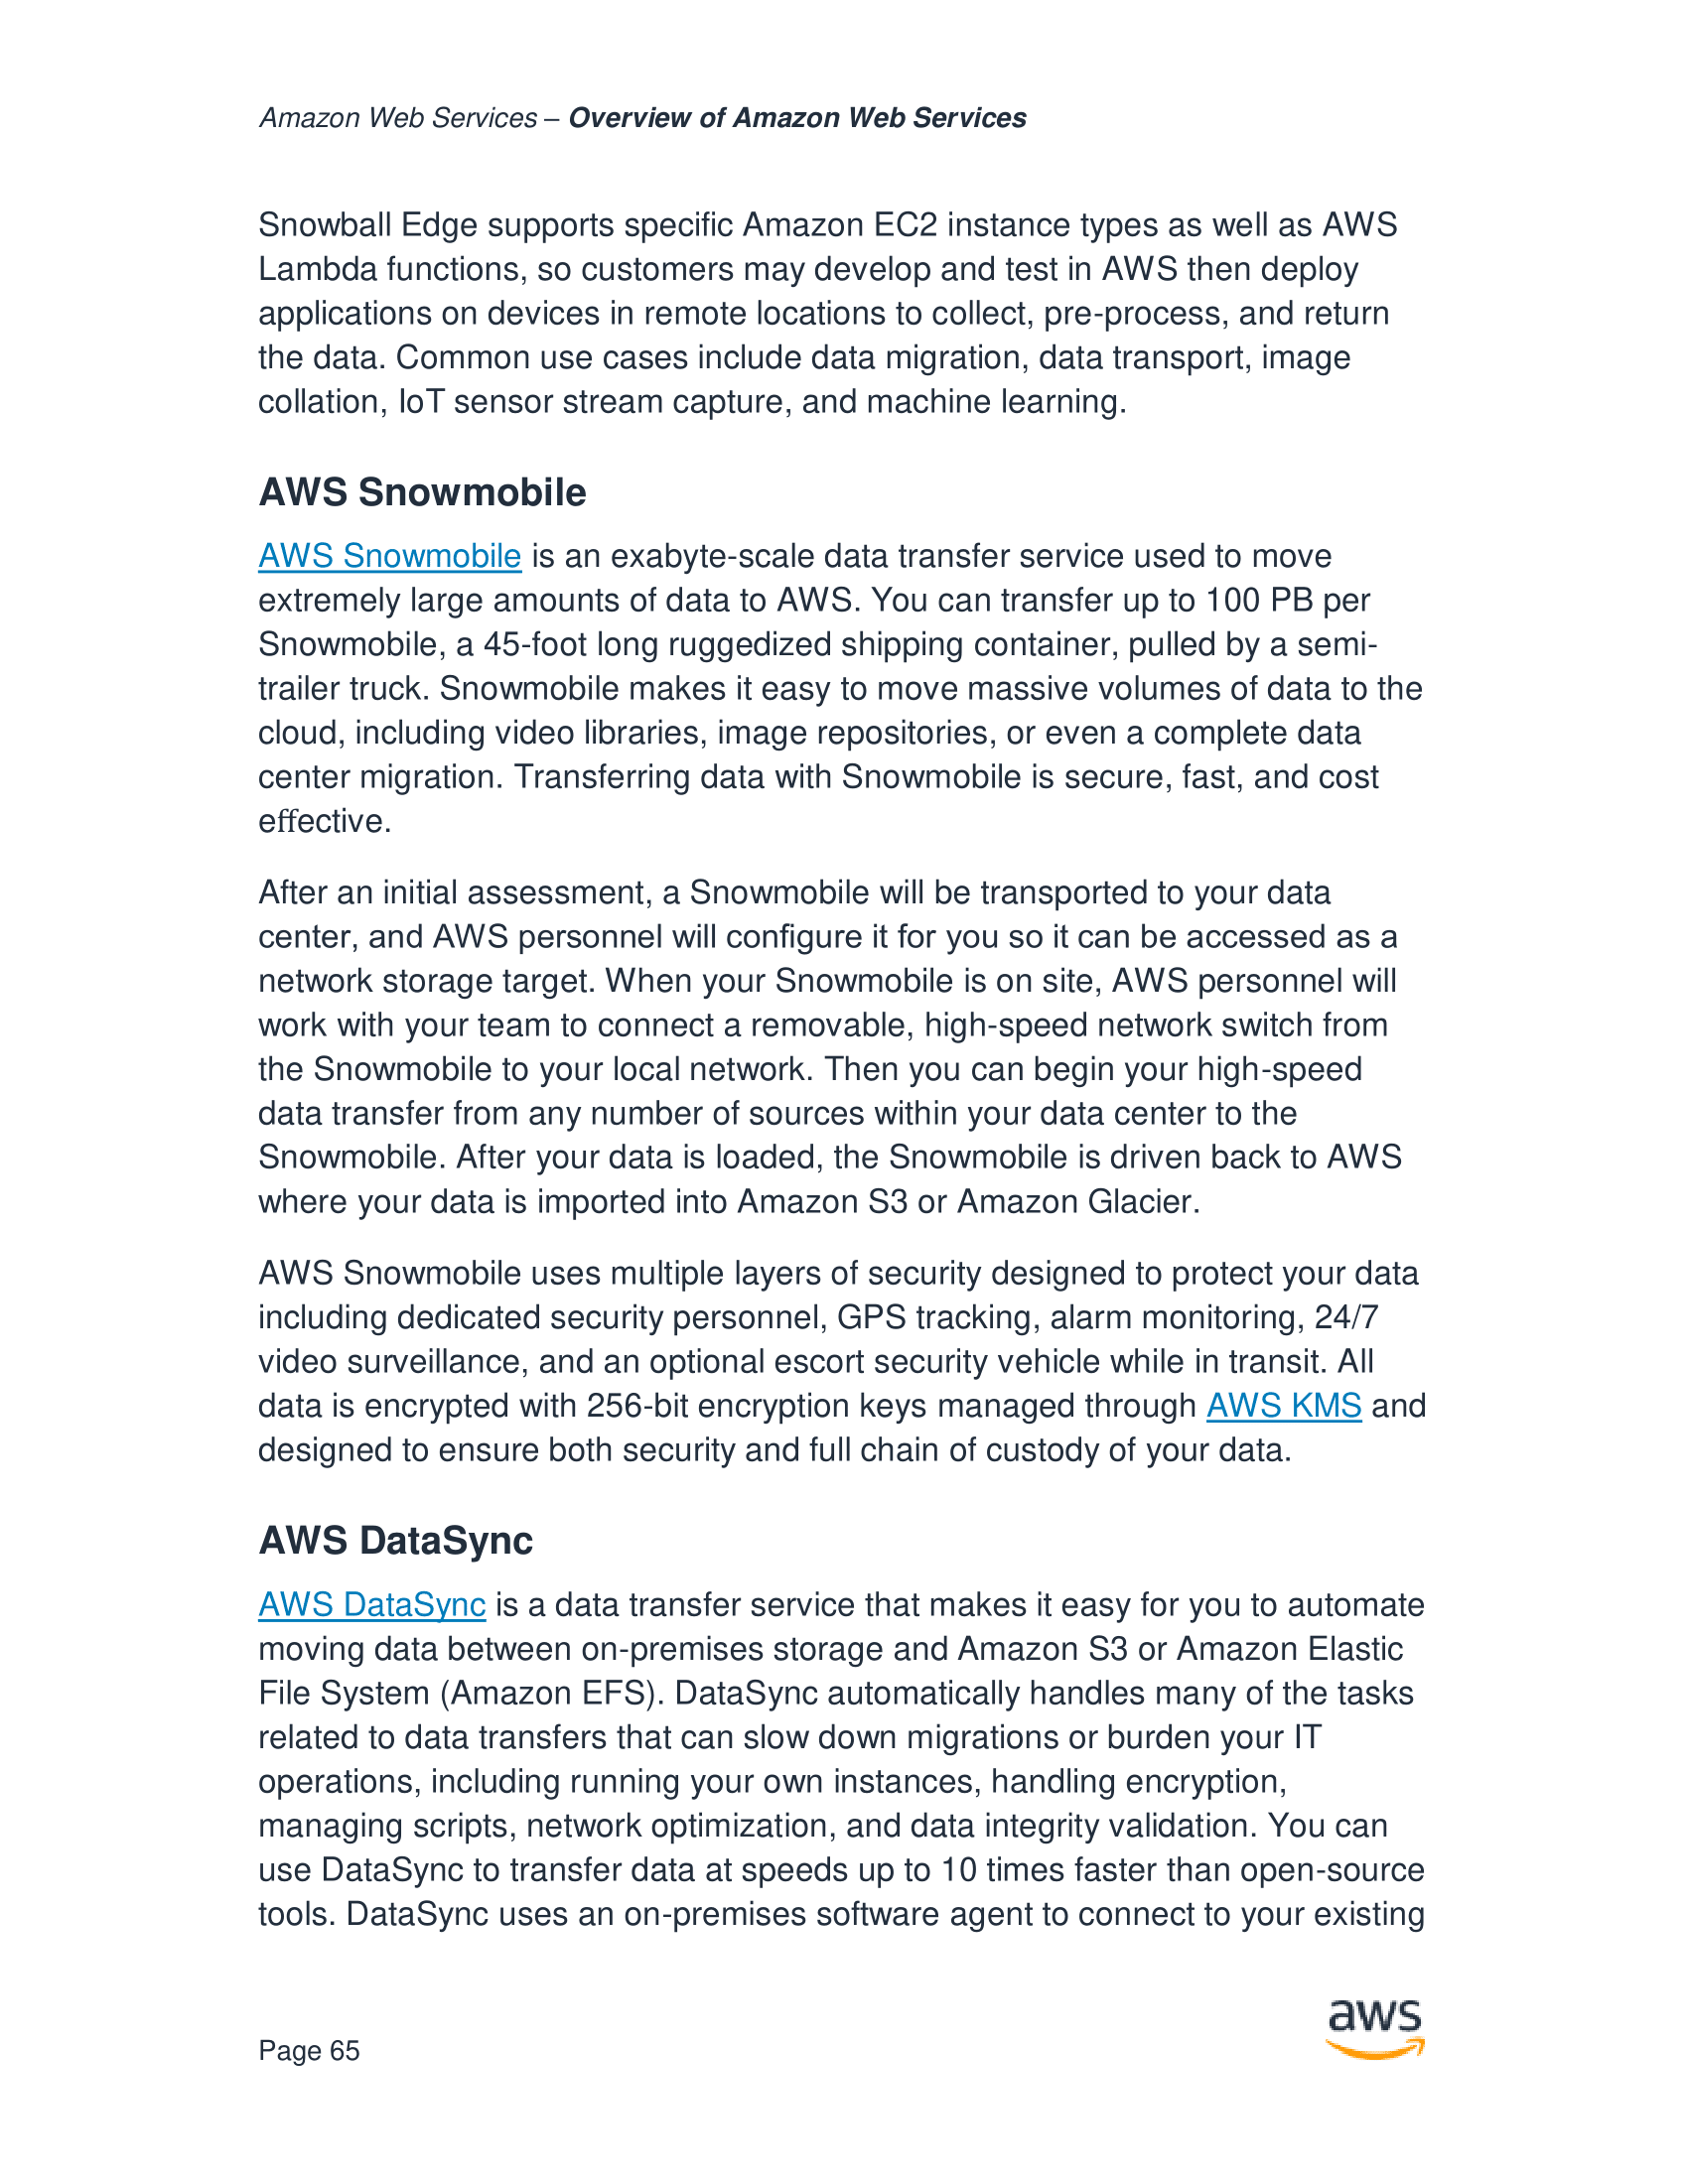 Amazon Web Services – Overview of Amazon Web Services
Snowball Edge supports specific Amazon EC2 instance types as well as AWS
Lambda functions, so customers may develop and test in AWS then deploy
applications on devices in remote locations to collect, pre-process, and return
the data. Common use cases include data migration, data transport, image
collation, IoT sensor stream capture, and machine learning.
AWS Snowmobile
AWS Snowmobile is an exabyte-scale data transfer service used to move
extremely large amounts of data to AWS. You can transfer up to 100 PB per
Snowmobile, a 45-foot long ruggedized shipping container, pulled by a semi-
trailer truck. Snowmobile makes it easy to move massive volumes of data to the
cloud, including video libraries, image repositories, or even a complete data
center migration. Transferring data with Snowmobile is secure, fast, and cost
effective.
After an initial assessment, a Snowmobile will be transported to your data
center, and AWS personnel will configure it for you so it can be accessed as a
network storage target. When your Snowmobile is on site, AWS personnel will
work with your team to connect a removable, high-speed network switch from
the Snowmobile to your local network. Then you can begin your high-speed
data transfer from any number of sources within your data center to the
Snowmobile. After your data is loaded, the Snowmobile is driven back to AWS
where your data is imported into Amazon S3 or Amazon Glacier.
AWS Snowmobile uses multiple layers of security designed to protect your data
including dedicated security personnel, GPS tracking, alarm monitoring, 24/7
video surveillance, and an optional escort security vehicle while in transit. All
data is encrypted with 256-bit encryption keys managed through AWS KMS and
designed to ensure both security and full chain of custody of your data.
AWS DataSync
AWS DataSync is a data transfer service that makes it easy for you to automate
moving data between on-premises storage and Amazon S3 or Amazon Elastic
File System (Amazon EFS). DataSync automatically handles many of the tasks
related to data transfers that can slow down migrations or burden your IT
operations, including running your own instances, handling encryption,
managing scripts, network optimization, and data integrity validation. You can
use DataSync to transfer data at speeds up to 10 times faster than open-source
tools. DataSync uses an on-premises software agent to connect to your existing
aws
Page 65